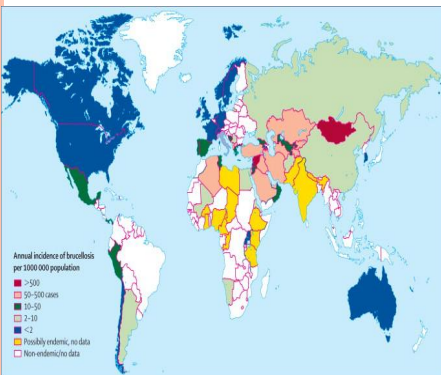 Annual incidence of brucellosis
per 1000 000 population
>500
50–500 cases
10–50
2–10
<2
Possibily endemic, no data
Non-endemic/no data